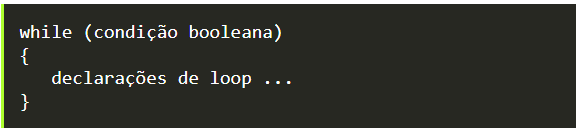 while (condição booleana)
{
declarações de loop ...
}